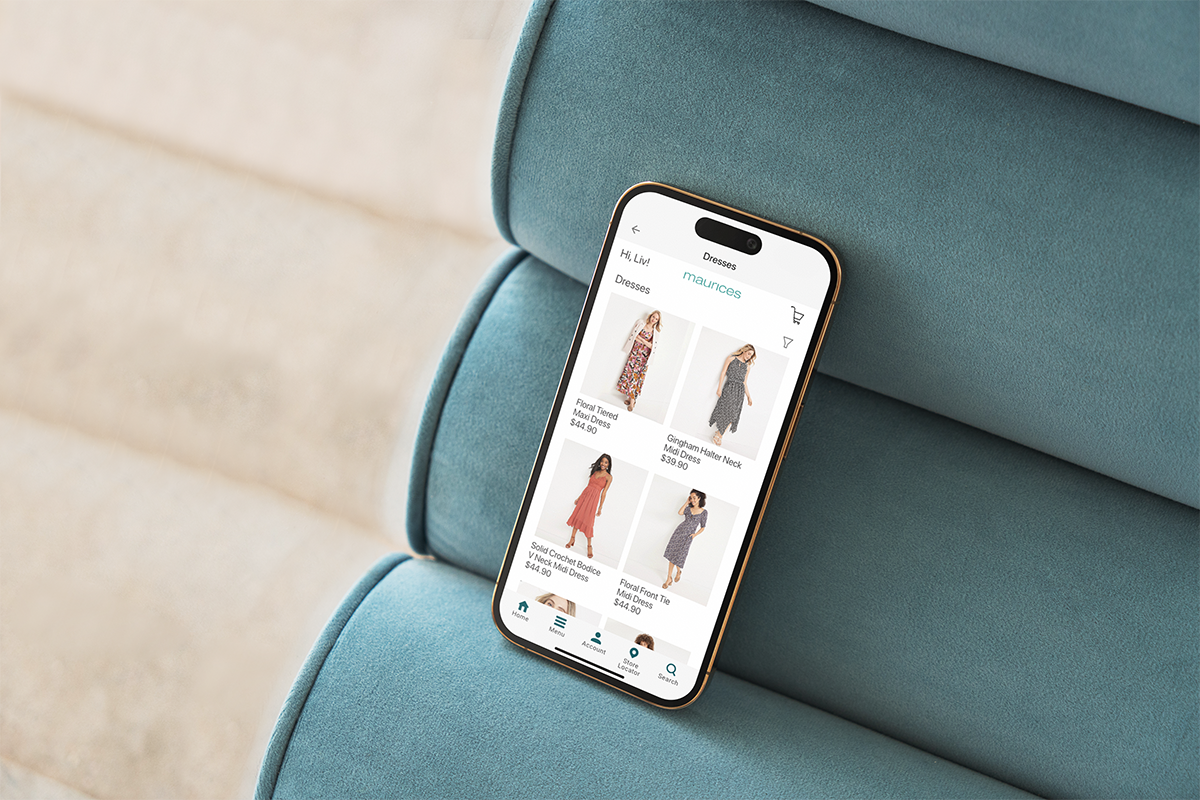 Dresses
Hi, Liv!
maurices
Dresses
Floral Tiered
Maxi Dress
$44.90
Gingham Halter Neck
Midi Dress
$39.90
Solid Crochet Bodice
V Neck Midi Dress
$44.90
Floral Front Tie
Midi Dress
$44.90
Home
Menu
Account
Store
Locator
Search